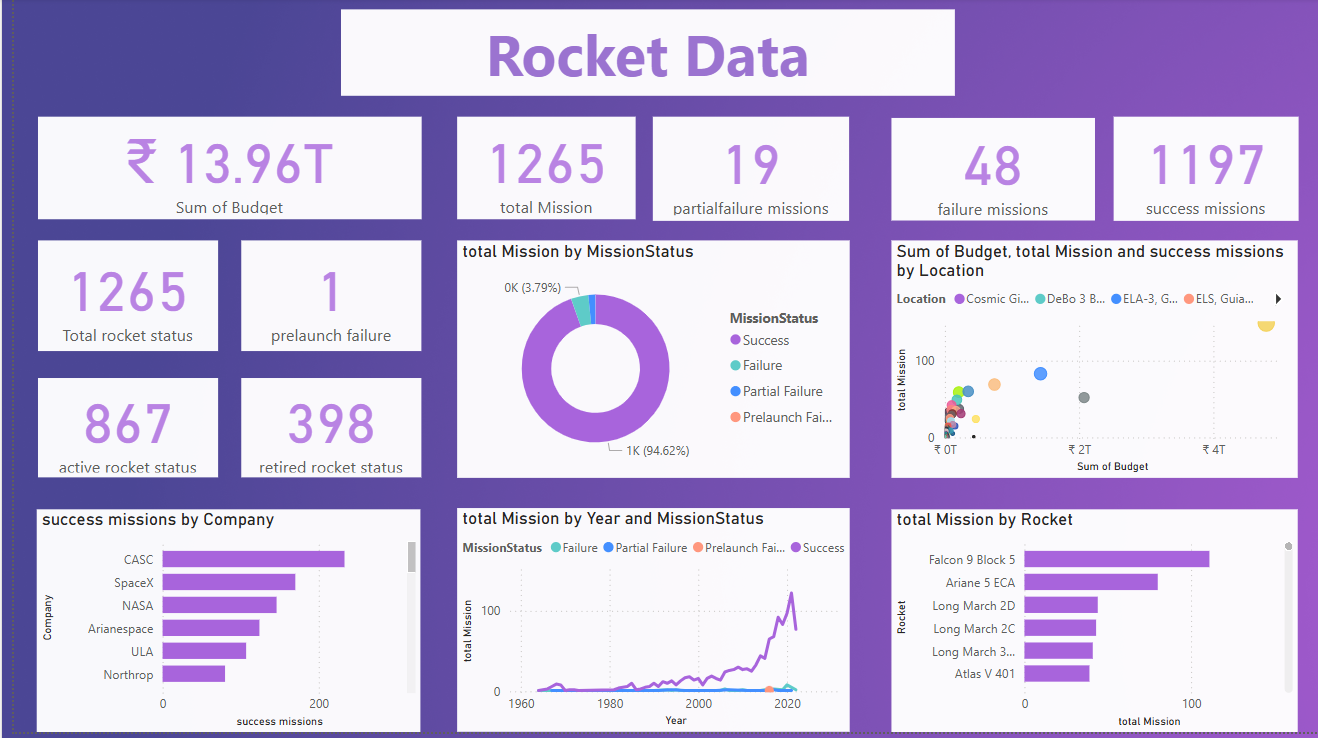 Rocket Data
₹ 13.96T
Sum of Budget
1265
total Mission
19
partialfailure missions
48
failure missions
1197
success missions
1265
Total rocket status
1
prelaunch failure
867
active rocket status
398
retired rocket status
total Mission by MissionStatus
0K (3.79%)
1K (94.62%)
MissionStatus
Success
Failure
Partial Failure
Prelaunch Fai...
Sum of Budget, total Mission and success missions
by Location
Location Cosmic Gi... DeBo 3 B... ELA-3, G... ELS, Guia...
total Mission
100
0
₹ 0T ₹ 2T ₹ 4T
Sum of Budget
success missions by Company
Company
CASC
SpaceX
NASA
Arianespace
ULA
Northrop
0 200
success missions
total Mission by Year and MissionStatus
MissionStatus Failure Partial Failure Prelaunch Fai... Success
total Mission
100
0
1960 1980 2000 2020
Year
total Mission by Rocket
Rocket
Falcon 9 Block 5
Ariane 5 ECA
Long March 2D
Long March 2C
Long March 3...
Atlas V 401
0 100
total Mission